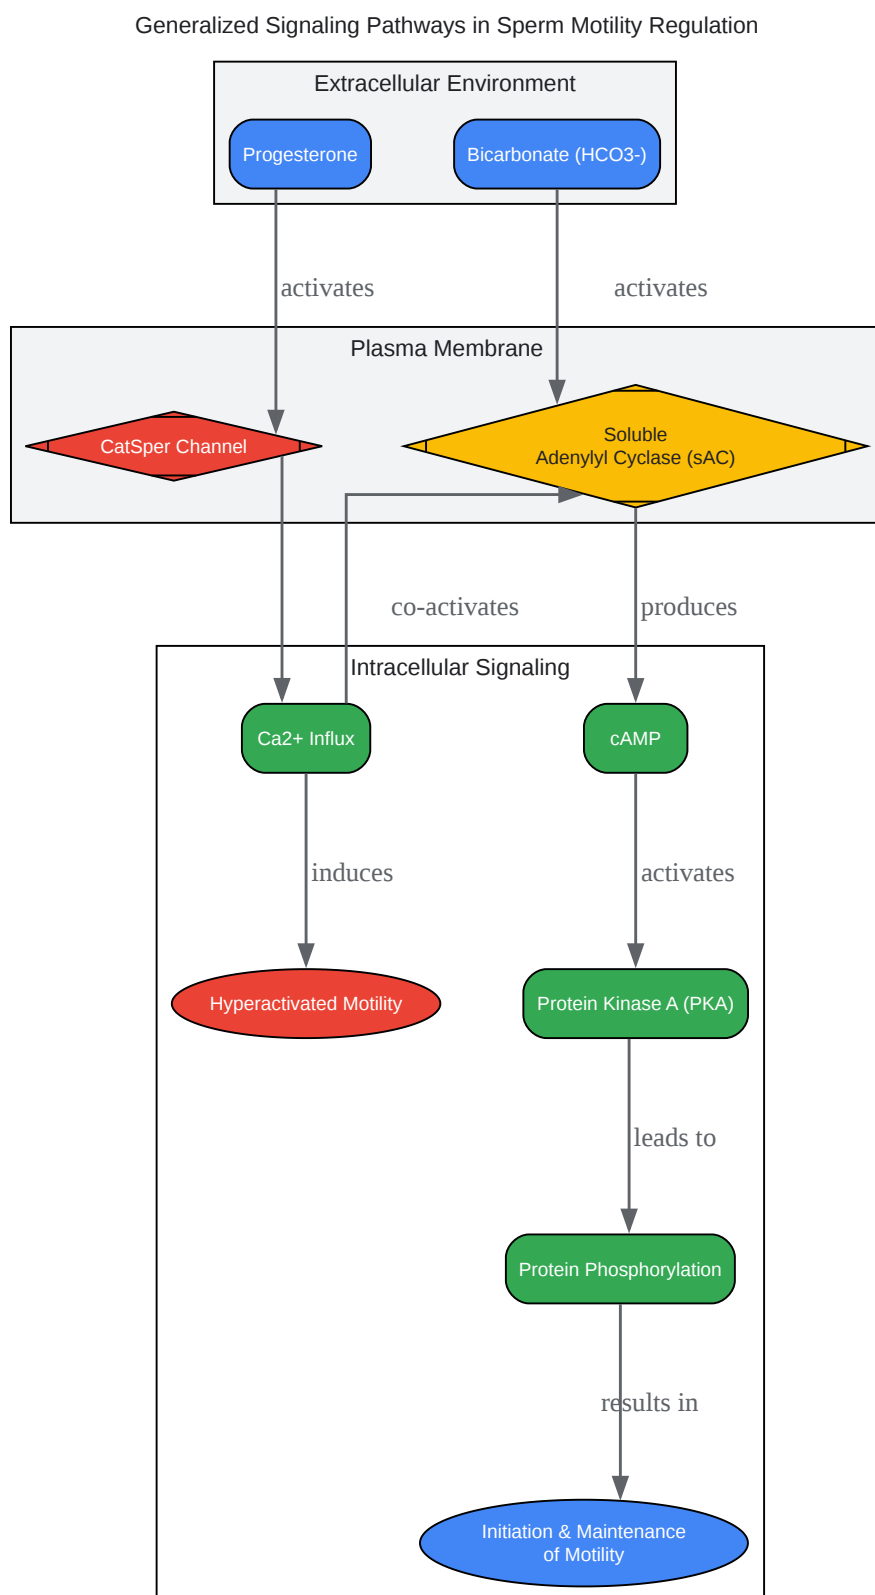 Generalized Signaling Pathways in Sperm Motility Regulation
Extracellular Environment
Progesterone
Bicarbonate (HCO3-)
activates
activates
Plasma Membrane
CatSper Channel
Soluble
Adenylyl Cyclase (sAC)
co-activates
produces
Intracellular Signaling
Ca2+ Influx
cAMP
induces
activates
Hyperactivated Motility
Protein Kinase A (PKA)
leads to
Protein Phosphorylation
results in
Initiation & Maintenance
of Motility